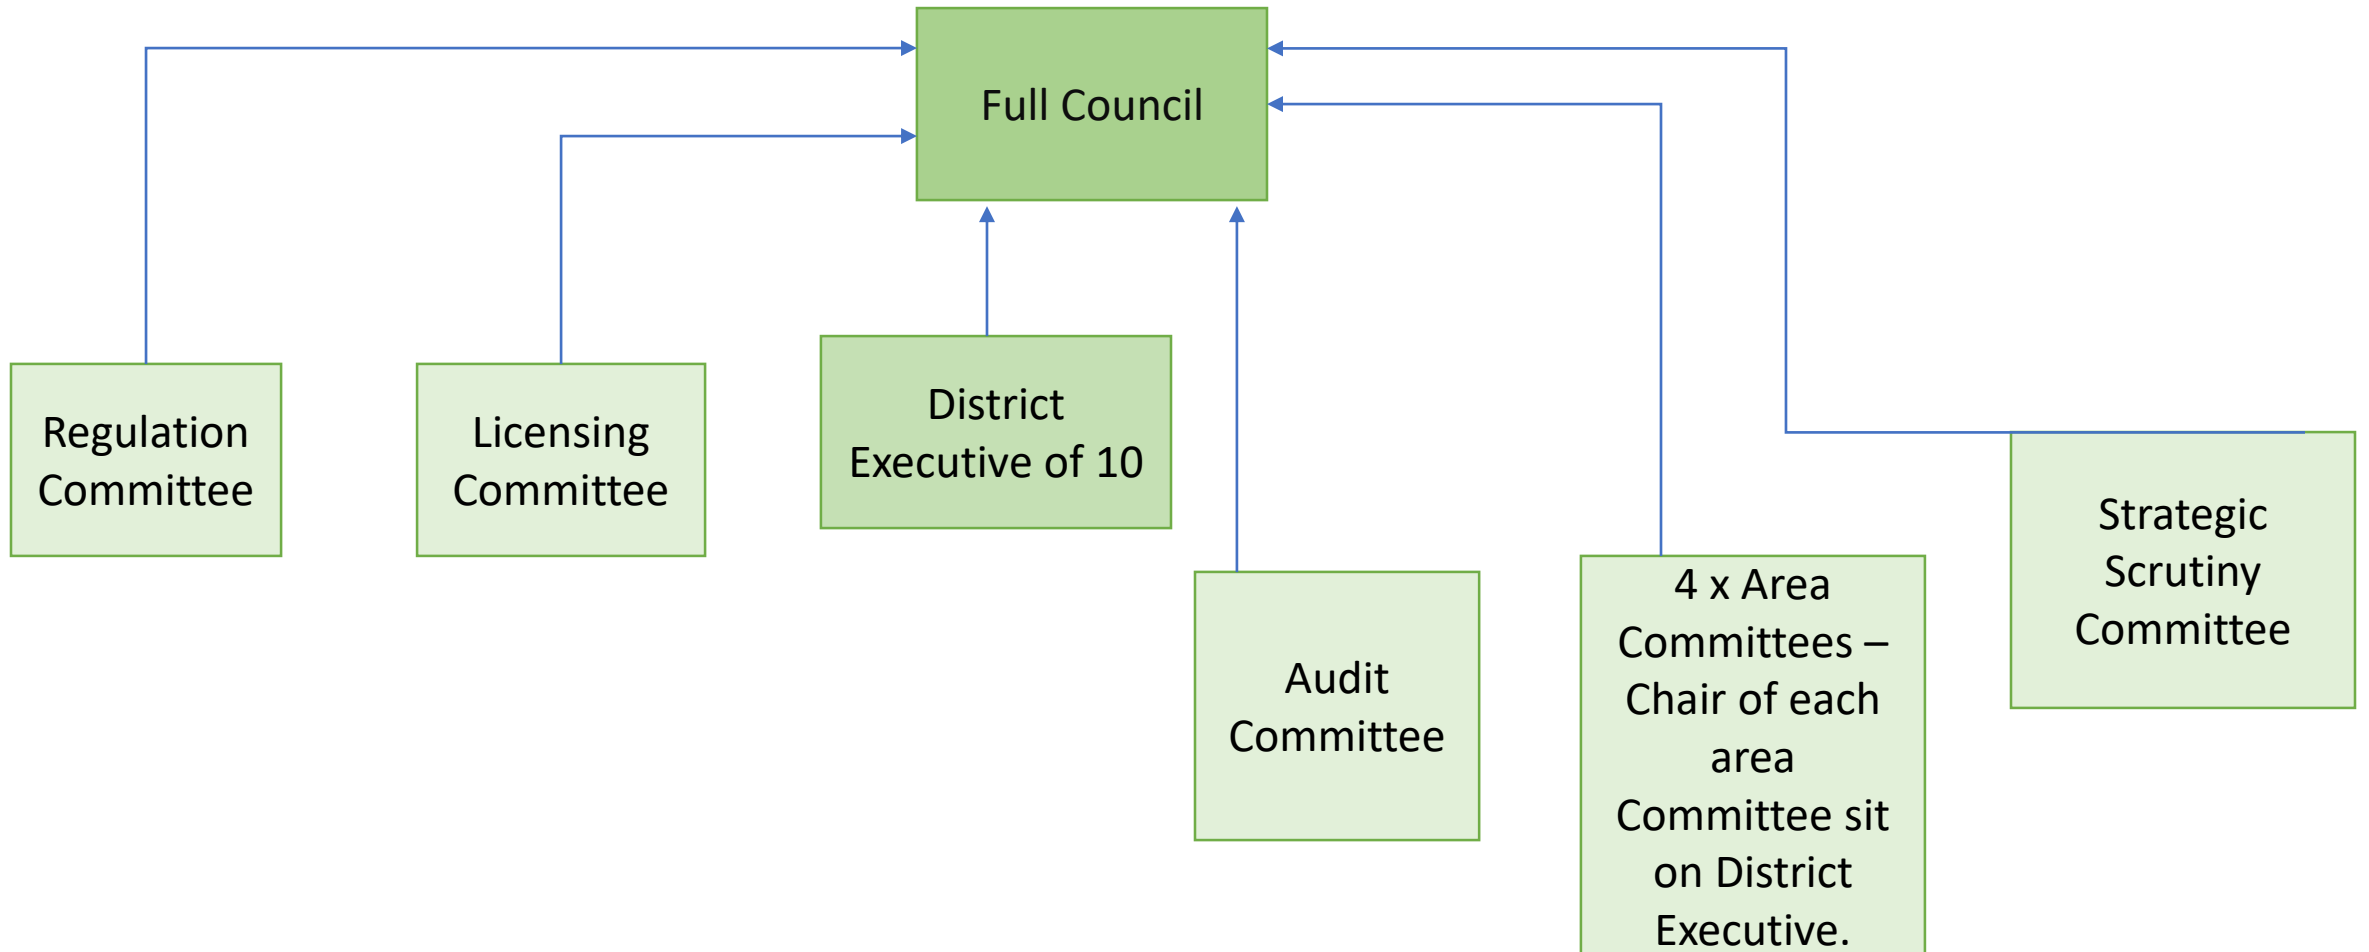 Full Council
Regulation
Committee
Licensing
Committee
District
Executive of 10
Audit
Committee
4 x Area
Committees –
Chair of each
area
Committee sit
on District
Executive.
Strategic
Scrutiny
Committee